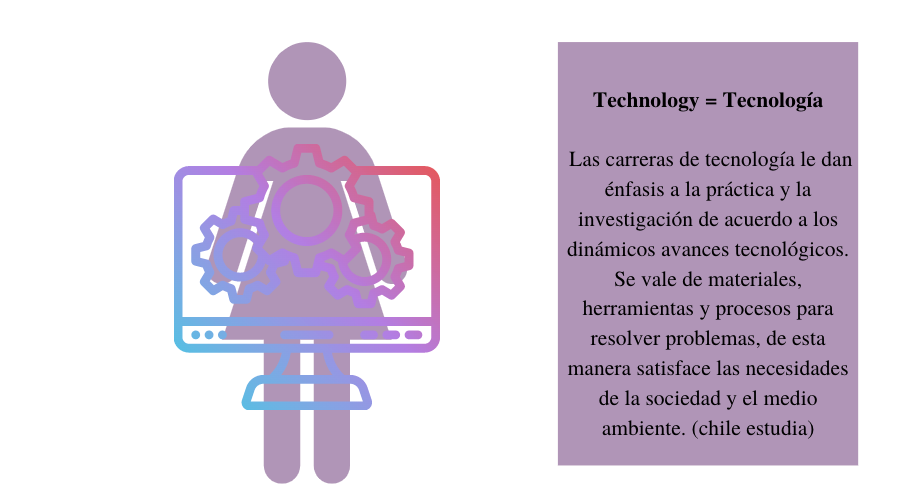 Technology = Tecnología
Las carreras de tecnología le dan
énfasis a la práctica y la
investigación de acuerdo a los
dinámicos avances tecnológicos.
Se vale de materiales,
herramientas y procesos para
resolver problemas, de esta
manera satisface las necesidades
de la sociedad y el medio
ambiente. (chile estudia)